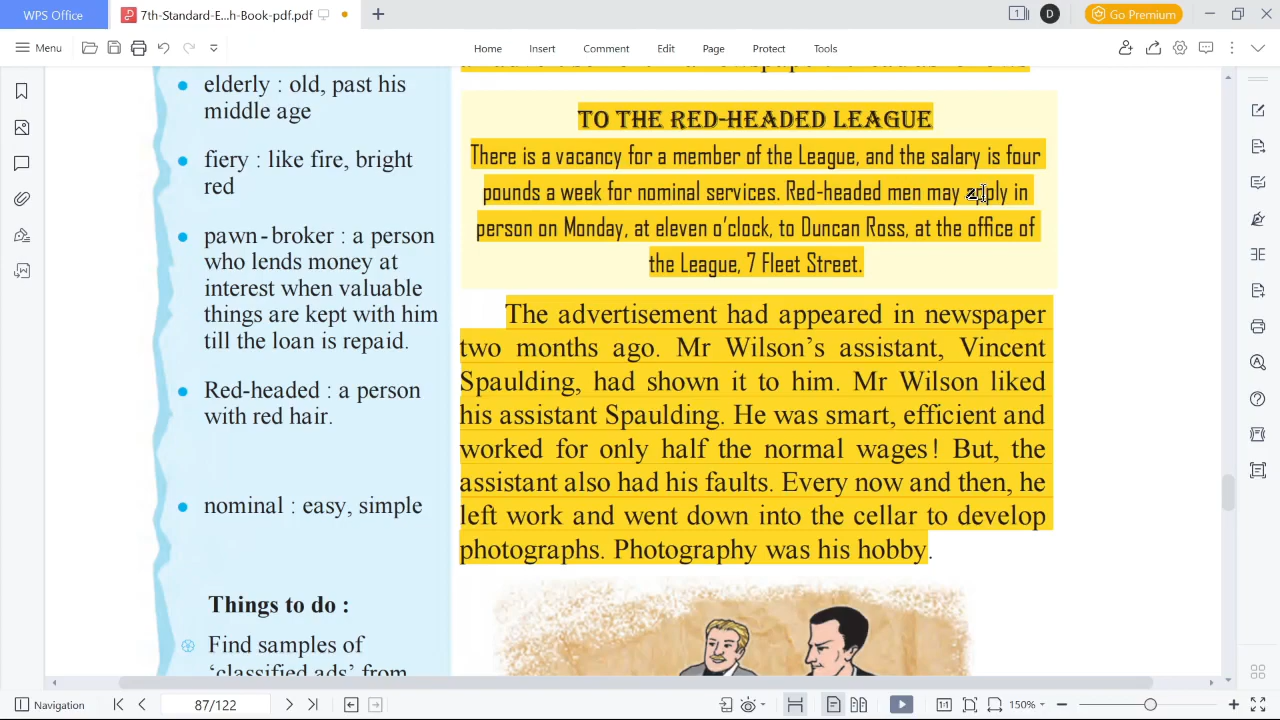 WPS Office
7th-Standard-E...h-Book-pdf.pdf
1
D
Go Premium
Menu
Home Insert Comment Edit Page Protect Tools
elderly : old, past his
middle age
fiery : like fire, bright
red
pawn-broker : a person
who lends money at
interest when valuable
things are kept with him
till the loan is repaid.
Red-headed : a person
with red hair.
nominal : easy, simple
Things to do :
Find samples of
‘classified ads’ from
TO THE RED-HEADED LEAGUE
There is a vacancy for a member of the League, and the salary is four
pounds a week for nominal services. Red-headed men may apply in
person on Monday, at eleven o’clock, to Duncan Ross, at the office of
the League, 7 Fleet Street.
The advertisement had appeared in newspaper
two months ago. Mr Wilson’s assistant, Vincent
Spaulding, had shown it to him. Mr Wilson liked
his assistant Spaulding. He was smart, efficient and
worked for only half the normal wages! But, the
assistant also had his faults. Every now and then, he
left work and went down into the cellar to develop
photographs. Photography was his hobby.
Navigation
87/122
1:1
150%